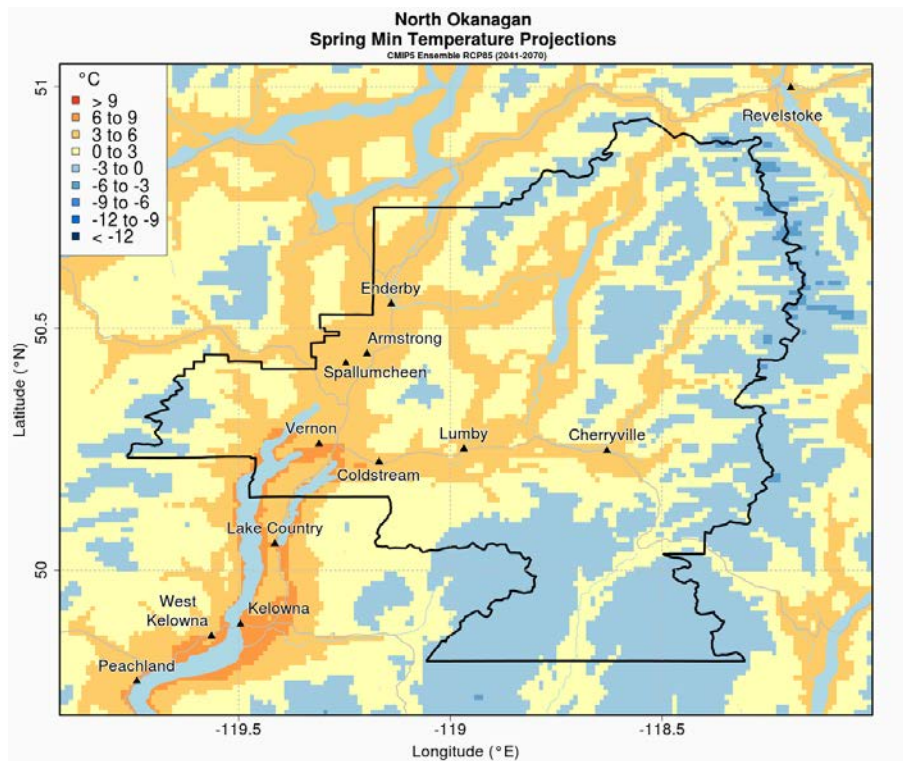 North Okanagan
Spring Min Temperature Projections
CMIP5 Ensemble RCP85 (2041-2070)
°C
> 9
6 to 9
3 to 6
0 to 3
-3 to 0
-6 to -3
-9 to -6
-12 to -9
< -12
51
50.5
50
Latitude (°N)
Revelstoke
Enderby
Armstrong
Spallumcheen
Vernon
Lumby
Cherryville
Coldstream
Lake Country
West
Kelowna
Kelowna
Peachland
-119.5
-119
-118.5
Longitude (°E)